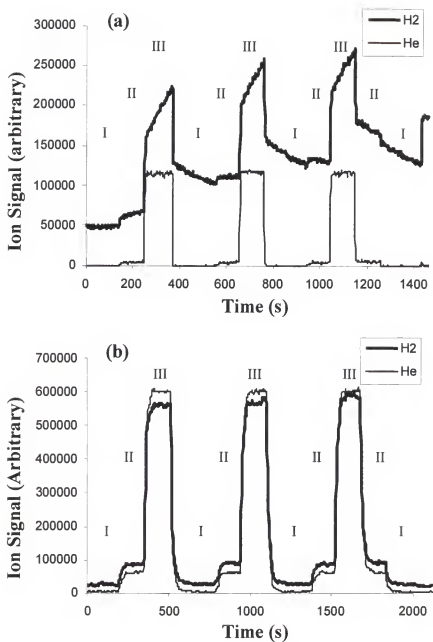 (a)
H2
He
Ion Signal (arbitrary)
300000
250000
200000
150000
100000
50000
0
I
II
III
I
II
III
I
II
III
II
I
0 200 400 600 800 1000 1200 1400
Time (s)
(b)
H2
He
Ion Signal (Arbitrary)
700000
600000
500000
400000
300000
200000
100000
0
I
II
III
I
II
III
I
II
III
II
I
0 500 1000 1500 2000
Time (s)